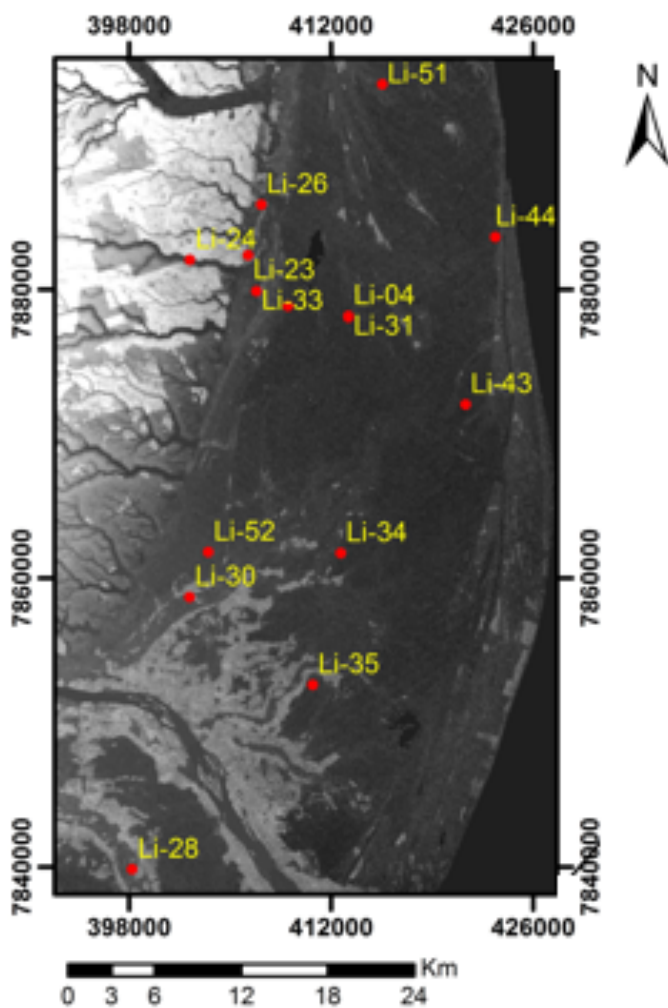 398000 412000 426000
N
Li-51
Li-26
Li-44
Li-24
Li-23
7880000 7880000
Li-33 Li-04
Li-31
Li-43
Li-52 Li-34
Li-30
7860000 7860000
Li-35
Li-28
7840000 7840000
398000 412000 426000
Km
0 3 6 12 18 24